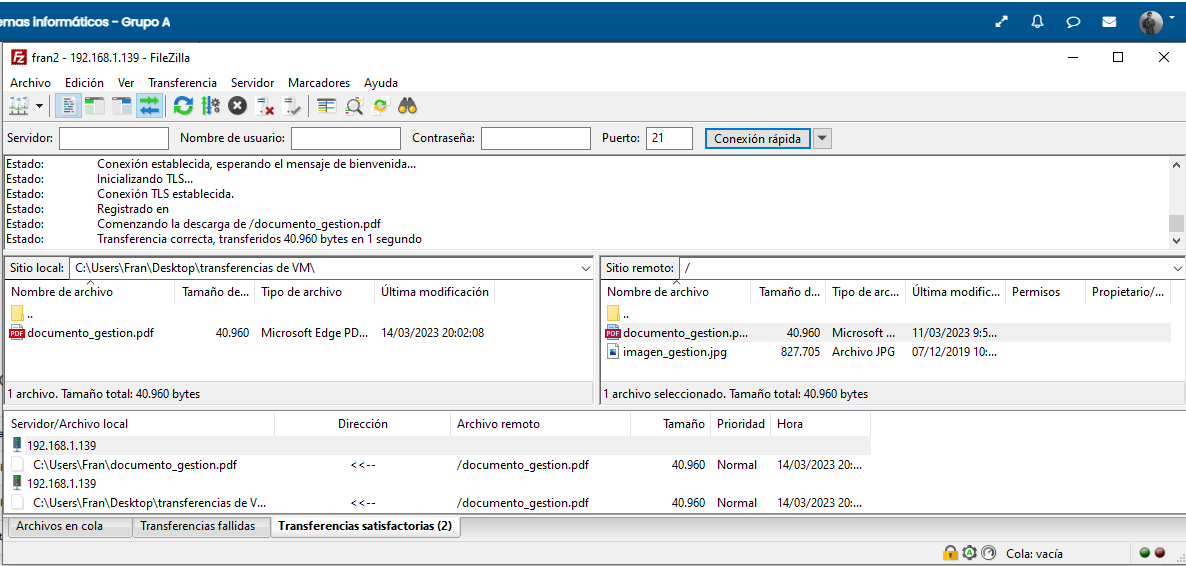 emas informáticos - Grupo A
fran2 - 192.168.1.139 - FileZilla
Archivo Edición Ver Transferencia Servidor Marcadores Ayuda
Servidor: Nombre de usuario: Contraseña: Puerto: 21 Conexión rápida
Estado: Conexión establecida, esperando el mensaje de bienvenida...
Estado: Inicializando TLS...
Estado: Conexión TLS establecida.
Estado: Registrado en
Estado: Comenzando la descarga de /documento_gestion.pdf
Estado: Transferencia correcta, transferidos 40.960 bytes en 1 segundo
Sitio local: C:\Users\Fran\Desktop\transferencias de VM\
Nombre de archivo Tamaño de... Tipo de archivo Última modificación
..
documento_gestion.pdf 40.960 Microsoft Edge PD... 14/03/2023 20:02:08
1 archivo. Tamaño total: 40.960 bytes
Sitio remoto: /
Nombre de archivo Tamaño d... Tipo de arc... Última modific... Permisos Propietario/...
..
documento_gestion.p... 40.960 Microsoft ... 11/03/2023 9:5...
imagen_gestion.jpg 827.705 Archivo JPG 07/12/2019 10:...
1 archivo seleccionado. Tamaño total: 40.960 bytes
Servidor/Archivo local Dirección Archivo remoto Tamaño Prioridad Hora
192.168.1.139
C:\Users\Fran\documento_gestion.pdf <<-- /documento_gestion.pdf 40.960 Normal 14/03/2023 20:...
192.168.1.139
C:\Users\Fran\Desktop\transferencias de V... <<-- /documento_gestion.pdf 40.960 Normal 14/03/2023 20:...
Archivos en cola Transferencias fallidas Transferencias satisfactorias (2)
Cola: vacía